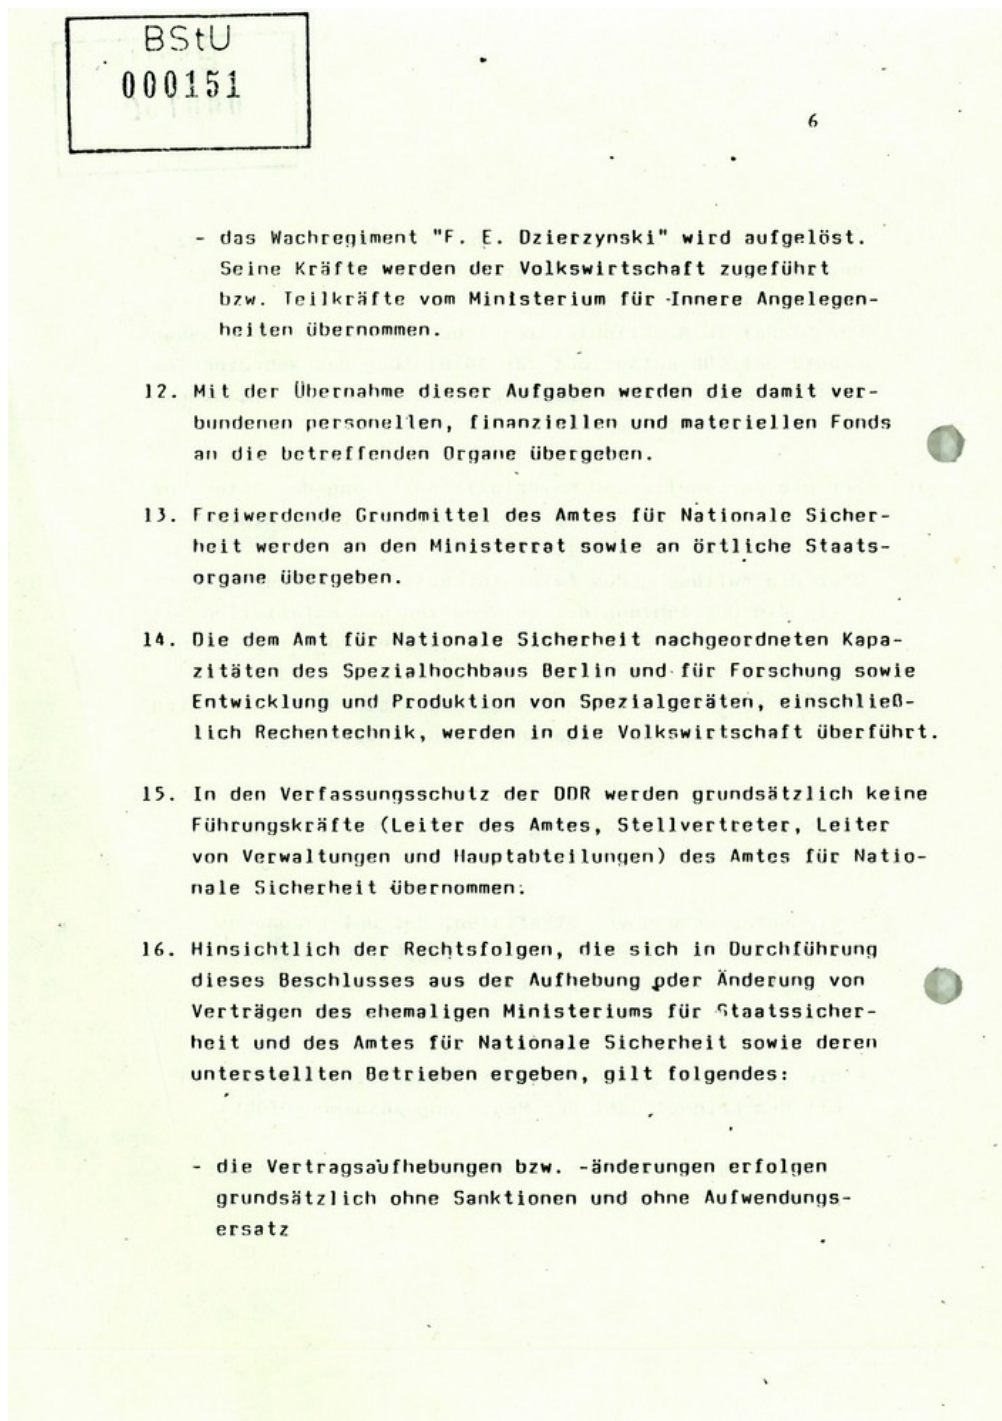 BStU
000151
6
- das Wachregiment "F. E. Dzierzynski" wird aufgelöst.
Seine Kräfte werden der Volkswirtschaft zugeführt
bzw. Teilkräfte vom Ministerium für Innere Angelegen-
heiten übernommen.
12. Mit der Übernahme dieser Aufgaben werden die damit ver-
bundenen personellen, finanziellen und materiellen Fonds
an die betreffenden Organe übergeben.
13. Freiwerdende Grundmittel des Amtes für Nationale Sicher-
heit werden an den Ministerrat sowie an örtliche Staats-
organe übergeben.
14. Die dem Amt für Nationale Sicherheit nachgeordneten Kapa-
zitäten des Spezialhochbaus Berlin und für Forschung sowie
Entwicklung und Produktion von Spezialgeräten, einschließ-
lich Rechentechnik, werden in die Volkswirtschaft überführt.
15. In den Verfassungsschutz der DDR werden grundsätzlich keine
Führungskräfte (Leiter des Amtes, Stellvertreter, Leiter
von Verwaltungen und Hauptabteilungen) des Amtes für Natio-
nale Sicherheit übernommen.
16. Hinsichtlich der Rechtsfolgen, die sich in Durchführung
dieses Beschlusses aus der Aufhebung oder Änderung von
Verträgen des ehemaligen Ministeriums für Staatssicher-
heit und des Amtes für Nationale Sicherheit sowie deren
unterstellten Betrieben ergeben, gilt folgendes:
- die Vertragsaufhebungen bzw. -änderungen erfolgen
grundsätzlich ohne Sanktionen und ohne Aufwendungs-
ersatz